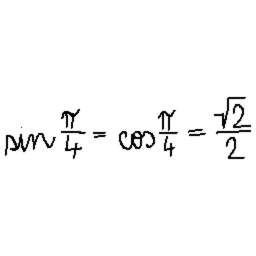 sin π/4 = cos π/4 = √2/2